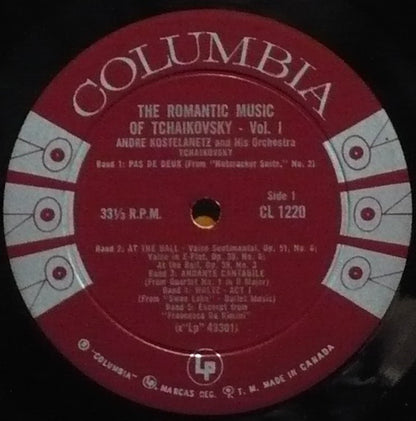 COLUMBIA
THE ROMANTIC MUSIC
OF TCHAIKOVSKY - Vol. I
ANDRE KOSTELANETZ and His Orchestra
TCHAIKOVSKY
Band 1: PAS DE DEUX (From "Nutcracker Suite," No. 2)
Side 1
33⅓ R.P.M.
CL 1220
Band 2: AT THE BALL - Valse Sentimental, Op. 51, No. 6;
Valse in E-Flat, Op. 39, No. 8;
At the Ball, Op. 38, No. 3
Band 3: ANDANTE CANTABILE
(From Quartet No. 1 in D Major)
Band 4: WALTZ - ACT I
(From "Swan Lake" - Ballet Music)
Band 5: Excerpt from
"Francesca Da Rimini"
(x"Lp" 43301)
Lp
® "COLUMBIA" MARCAS REG. ® T. M. MADE IN CANADA